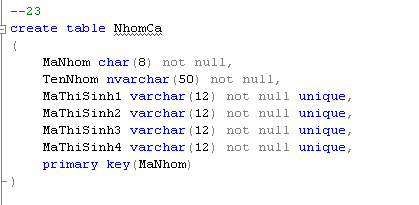 --23
create table NhomCa
(
MaNhom char(8) not null,
TenNhom nvarchar(50) not null,
MaThiSinh1 varchar(12) not null unique,
MaThiSinh2 varchar(12) not null unique,
MaThiSinh3 varchar(12) not null unique,
MaThiSinh4 varchar(12) not null unique,
primary key(MaNhom)
)